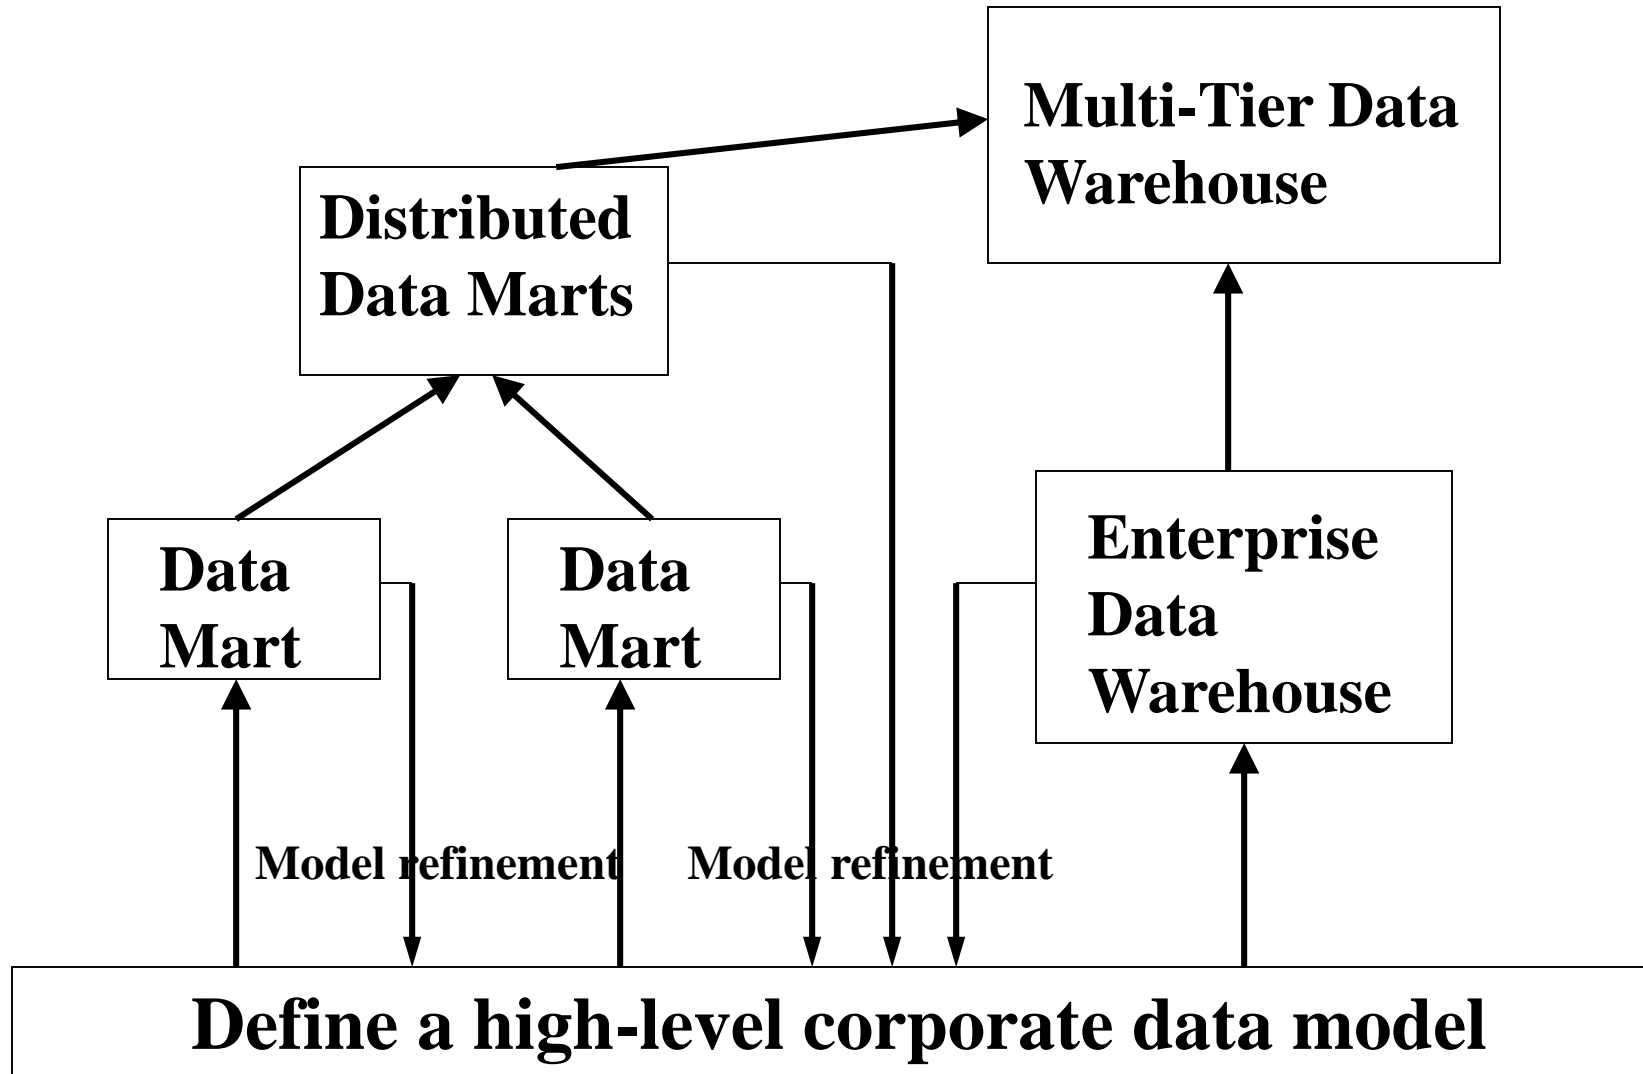 Multi-Tier Data
Warehouse
Distributed
Data Marts
Data
Mart
Data
Mart
Enterprise
Data
Warehouse
Model refinement
Model refinement
Define a high-level corporate data model